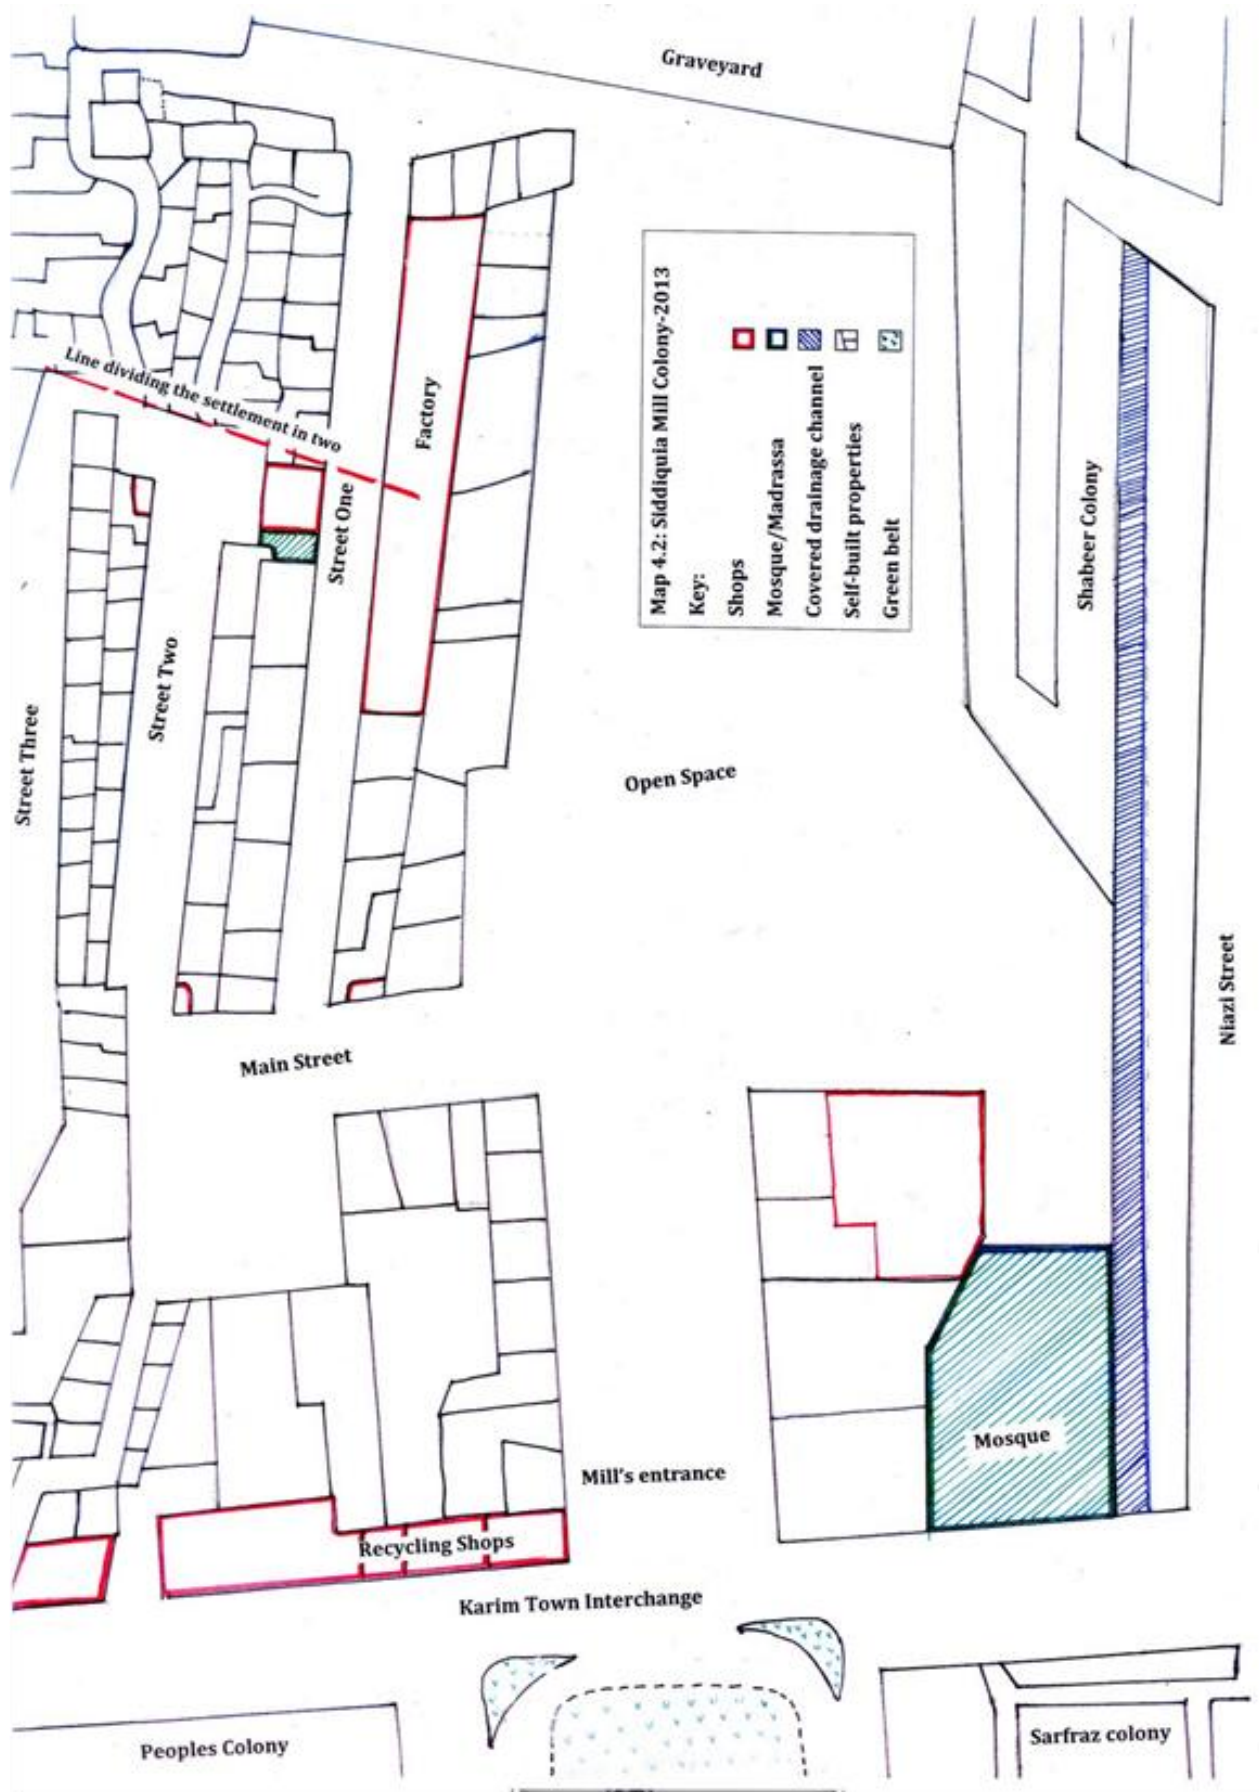 Graveyard
Line dividing the settlement in two
Factory
Street One
Street Two
Street Three
Map 4.2: Siddiquia Mill Colony-2013
Key:
Shops
Mosque/Madrassa
Covered drainage channel
Self-built properties
Green belt
Shabeer Colony
Open Space
Niazi Street
Main Street
Mosque
Mill's entrance
Recycling Shops
Karim Town Interchange
Peoples Colony
Sarfraz colony